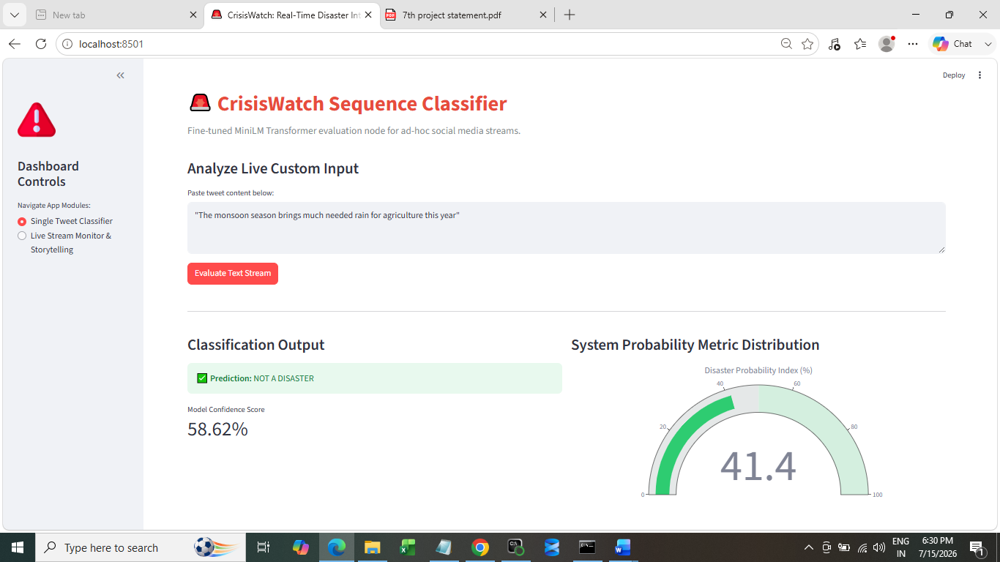 New tab
CrisisWatch: Real-Time Disaster Int
7th project statement.pdf
localhost:8501
Chat
Deploy
Dashboard
Controls
Navigate App Modules:
Single Tweet Classifier
Live Stream Monitor &
Storytelling
CrisisWatch Sequence Classifier
Fine-tuned MiniLM Transformer evaluation node for ad-hoc social media streams.
Analyze Live Custom Input
Paste tweet content below:
"The monsoon season brings much needed rain for agriculture this year"
Evaluate Text Stream
Classification Output
Prediction: NOT A DISASTER
Model Confidence Score
58.62%
System Probability Metric Distribution
Disaster Probability Index (%)
0
20
40
60
80
100
41.4
Type here to search
ENG
IN
6:30 PM
7/15/2026
1